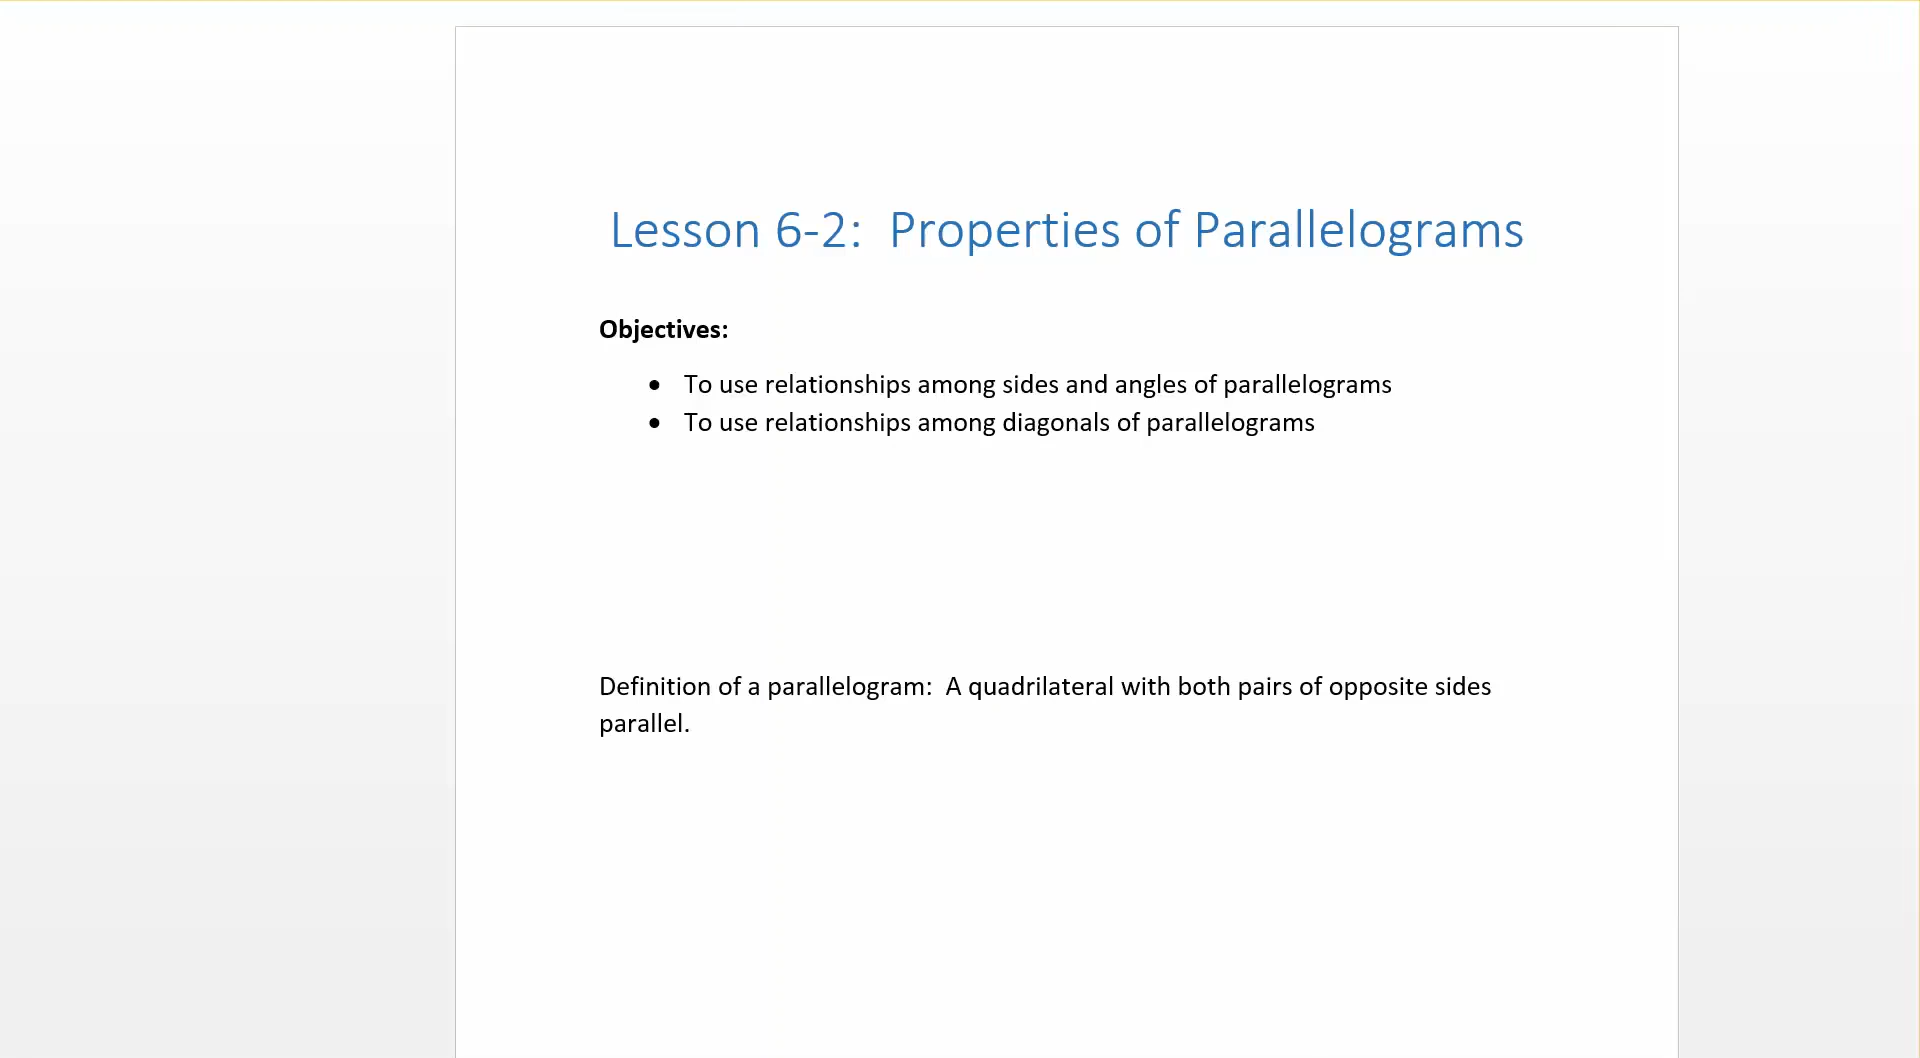 Lesson 6-2:  Properties of Parallelograms
Objectives:
• To use relationships among sides and angles of parallelograms
• To use relationships among diagonals of parallelograms
Definition of a parallelogram:  A quadrilateral with both pairs of opposite sides
parallel.